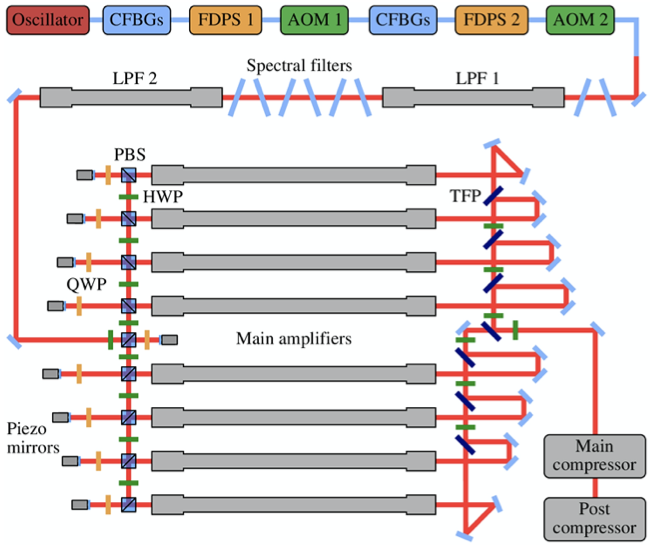 Oscillator CFBGs FDPS 1 AOM 1 CFBGs FDPS 2 AOM 2
LPF 2 Spectral filters LPF 1
PBS
HWP TFP
QWP
Main amplifiers
Piezo
mirrors
Main
compressor
Post
compressor